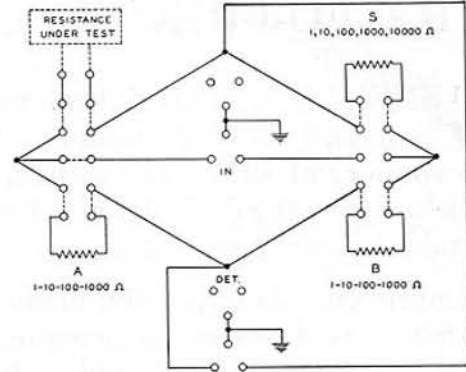 RESISTANCE
UNDER TEST
S
1,10,100,1000,10000 Ω
IN
A
1-10-100-1000 Ω
DET.
B
1-10-100-1000 Ω